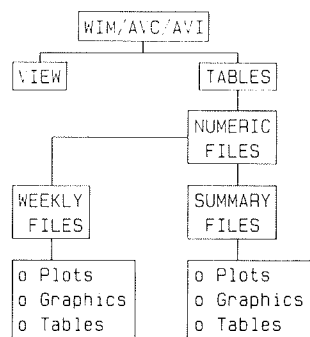 WIM/AVC/AVI
VIEW
TABLES
NUMERIC
FILES
WEEKLY
FILES
SUMMARY
FILES
o Plots
o Graphics
o Tables
o Plots
o Graphics
o Tables